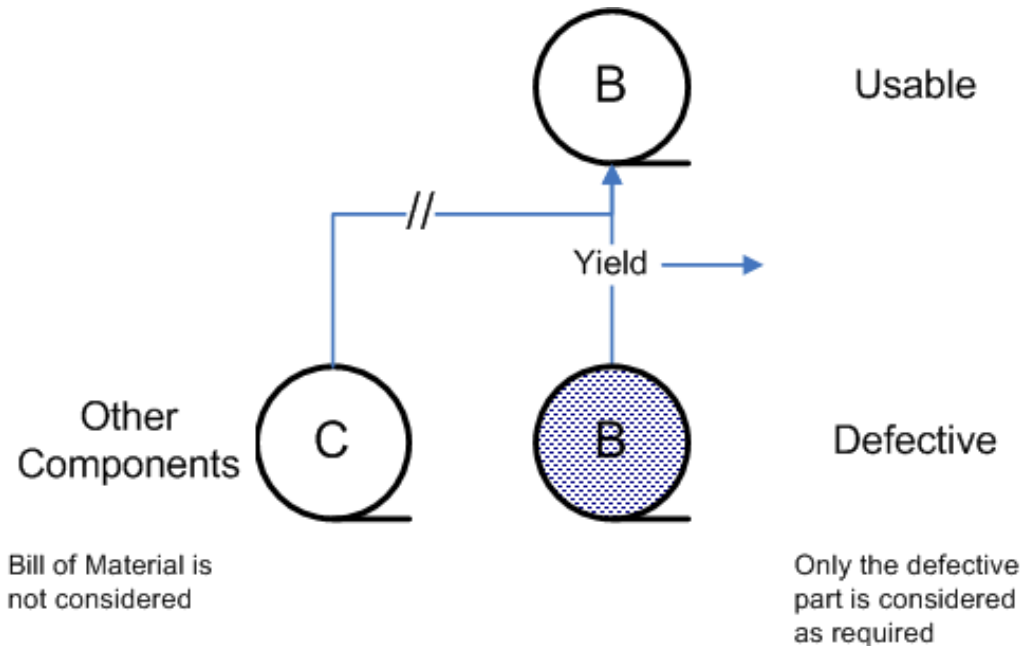 B
Usable
//
Yield
Other
Components
C
B
Defective
Bill of Material is
not considered
Only the defective
part is considered
as required